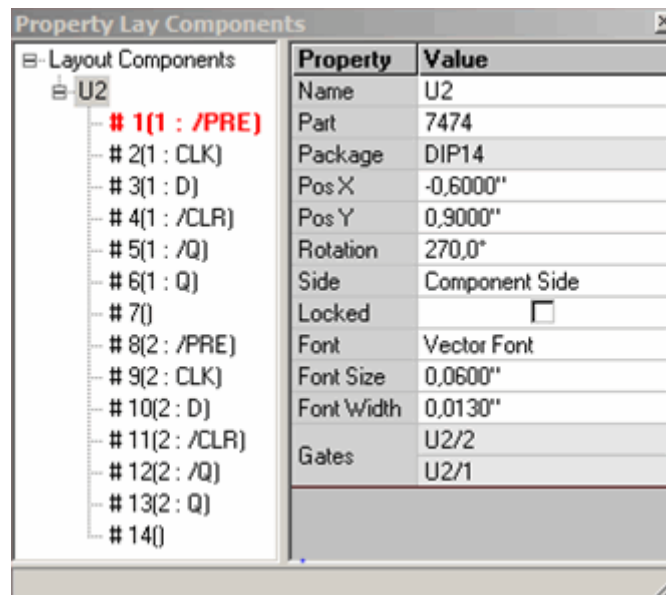 Property Lay Components
Layout Components
U2
# 1(1 : /PRE)
# 2(1 : CLK)
# 3(1 : D)
# 4(1 : /CLR)
# 5(1 : /Q)
# 6(1 : Q)
# 7()
# 8(2 : /PRE)
# 9(2 : CLK)
# 10(2 : D)
# 11(2 : /CLR)
# 12(2 : /Q)
# 13(2 : Q)
# 14()
Property Value
Name U2
Part 7474
Package DIP14
Pos X -0,6000"
Pos Y 0,9000"
Rotation 270,0°
Side Component Side
Locked
Font Vector Font
Font Size 0,0600"
Font Width 0,0130"
Gates U2/2
U2/1